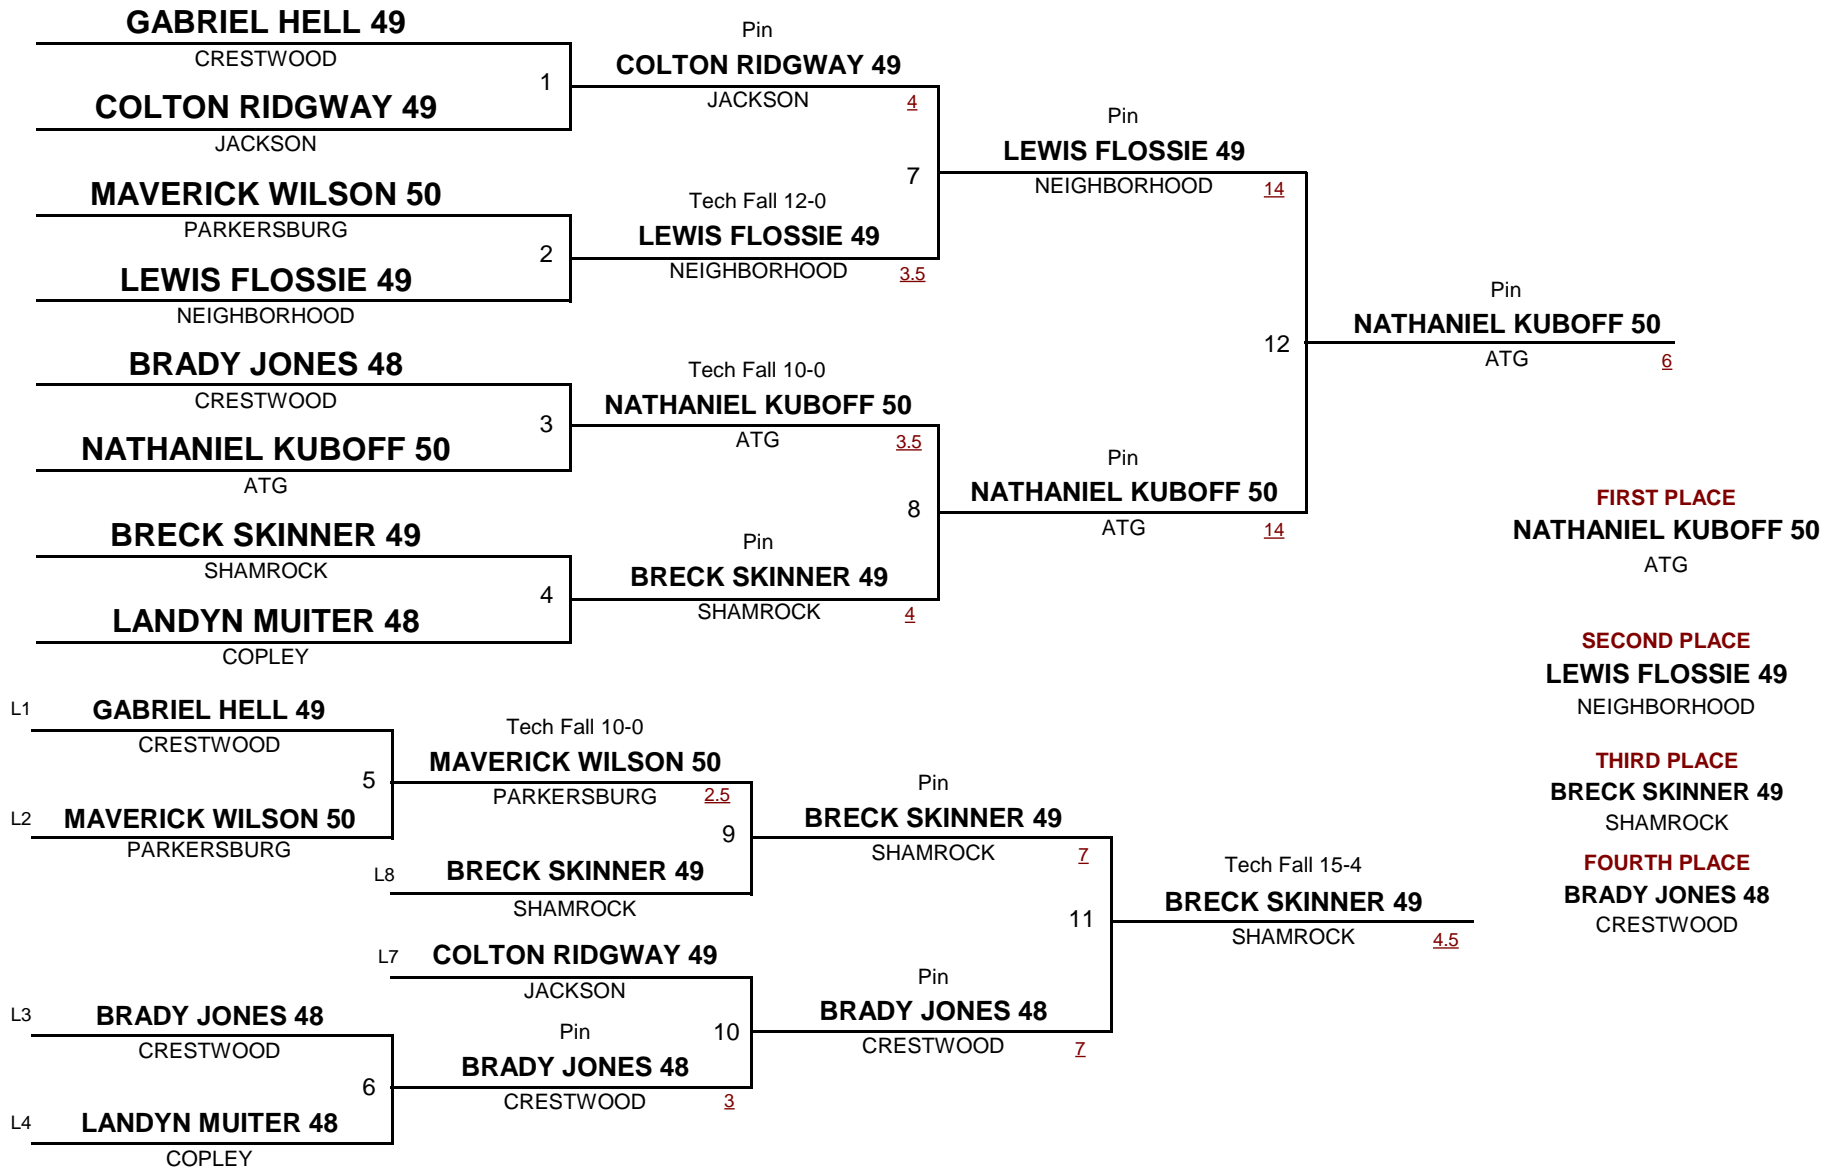 GABRIEL HELL 49
CRESTWOOD
1
COLTON RIDGWAY 49
JACKSON
MAVERICK WILSON 50
PARKERSBURG
2
LEWIS FLOSSIE 49
NEIGHBORHOOD
BRADY JONES 48
CRESTWOOD
3
NATHANIEL KUBOFF 50
ATG
BRECK SKINNER 49
SHAMROCK
4
LANDYN MUITER 48
COPLEY
Pin
COLTON RIDGWAY 49
JACKSON 4
7
Tech Fall 12-0
LEWIS FLOSSIE 49
NEIGHBORHOOD 3.5
Tech Fall 10-0
NATHANIEL KUBOFF 50
ATG 3.5
8
Pin
BRECK SKINNER 49
SHAMROCK 4
Pin
LEWIS FLOSSIE 49
NEIGHBORHOOD 14
12
Pin
NATHANIEL KUBOFF 50
ATG 14
Pin
NATHANIEL KUBOFF 50
ATG 6
L1 GABRIEL HELL 49
CRESTWOOD
5
L2 MAVERICK WILSON 50
PARKERSBURG
L3 BRADY JONES 48
CRESTWOOD
6
L4 LANDYN MUITER 48
COPLEY
Tech Fall 10-0
MAVERICK WILSON 50
PARKERSBURG 2.5
9
L8 BRECK SKINNER 49
SHAMROCK
L7 COLTON RIDGWAY 49
JACKSON
Pin 10
BRADY JONES 48
CRESTWOOD 3
Pin
BRECK SKINNER 49
SHAMROCK 7
11
Pin
BRADY JONES 48
CRESTWOOD 7
Tech Fall 15-4
BRECK SKINNER 49
SHAMROCK 4.5
FIRST PLACE
NATHANIEL KUBOFF 50
ATG
SECOND PLACE
LEWIS FLOSSIE 49
NEIGHBORHOOD
THIRD PLACE
BRECK SKINNER 49
SHAMROCK
FOURTH PLACE
BRADY JONES 48
CRESTWOOD